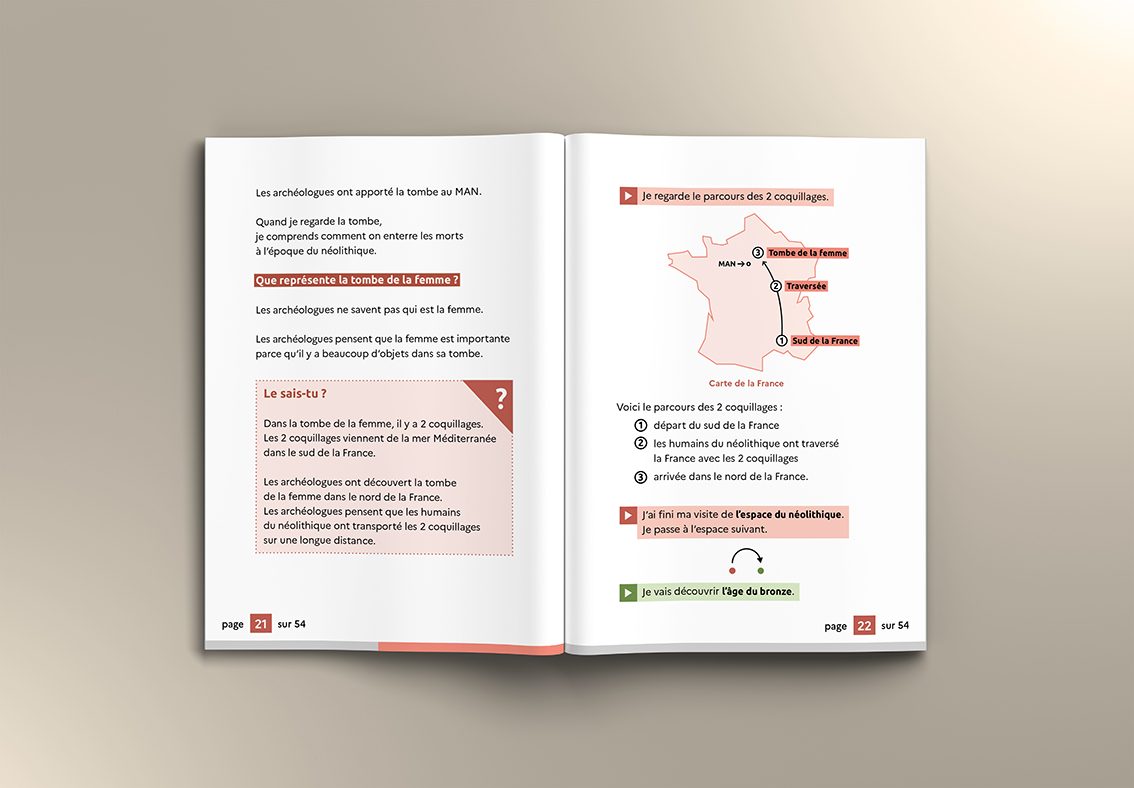 Les archéologues ont apporté la tombe au MAN.
Quand je regarde la tombe,
je comprends comment on enterre les morts
à l'époque du néolithique.
Que représente la tombe de la femme ?
Les archéologues ne savent pas qui est la femme.
Les archéologues pensent que la femme est importante
parce qu'il y a beaucoup d'objets dans sa tombe.
Le sais-tu ?
?
Dans la tombe de la femme, il y a 2 coquillages.
Les 2 coquillages viennent de la mer Méditerranée
dans le sud de la France.
Les archéologues ont découvert la tombe
de la femme dans le nord de la France.
Les archéologues pensent que les humains
du néolithique ont transporté les 2 coquillages
sur une longue distance.
page 21 sur 54
Je regarde le parcours des 2 coquillages.
3 Tombe de la femme
MAN
2 Traversée
1 Sud de la France
Carte de la France
Voici le parcours des 2 coquillages :
1 départ du sud de la France
2 les humains du néolithique ont traversé
la France avec les 2 coquillages
3 arrivée dans le nord de la France.
J'ai fini ma visite de l'espace du néolithique.
Je passe à l'espace suivant.
Je vais découvrir l'âge du bronze.
page 22 sur 54